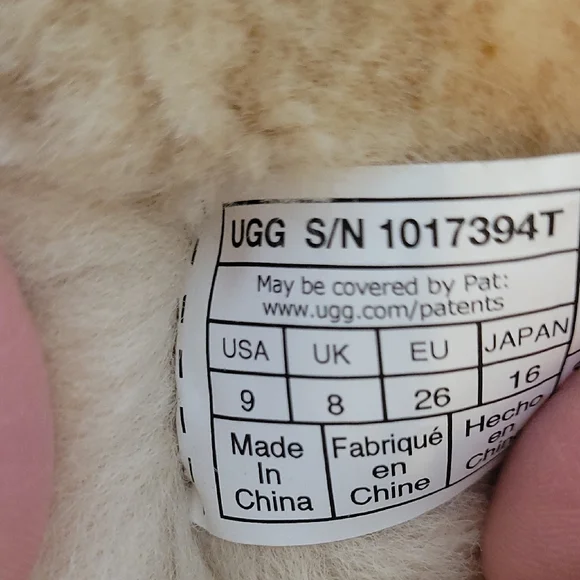 UGG S/N 1017394T
May be covered by Pat:
www.ugg.com/patents
USA UK EU JAPAN
9 8 26 16
Made In China
Fabriqué en Chine
Hecho en